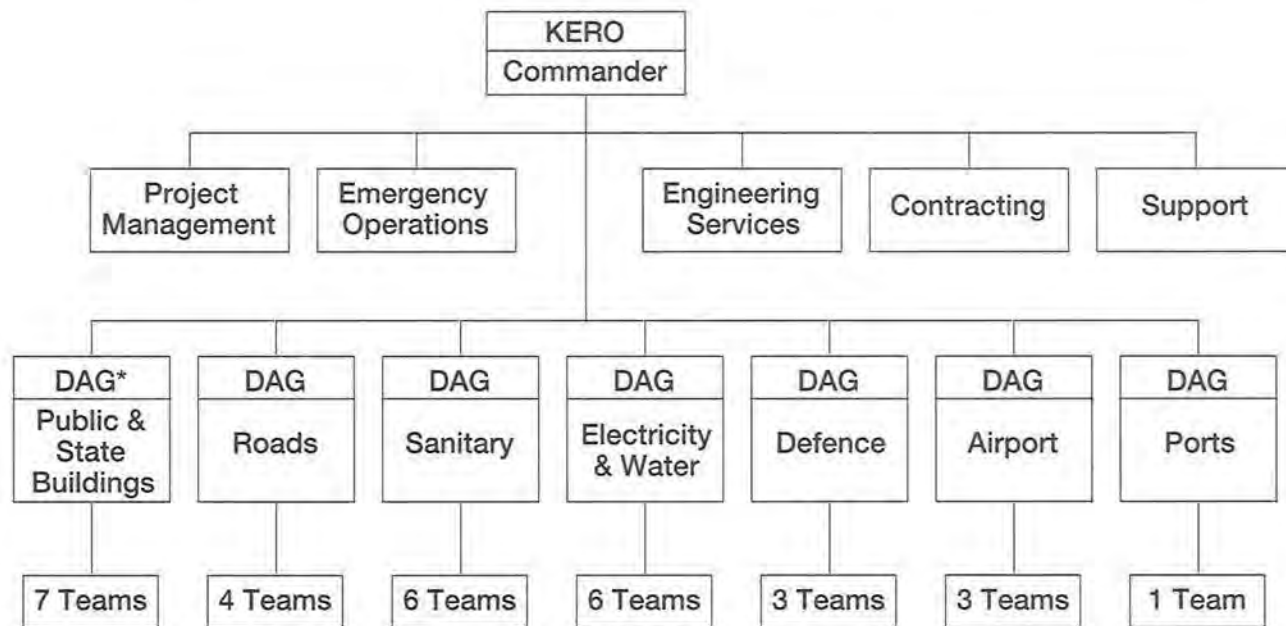 KERO
Commander
Project
Management
Emergency
Operations
Engineering
Services
Contracting
Support
DAG*
Public &
State
Buildings
DAG
Roads
DAG
Sanitary
DAG
Electricity
& Water
DAG
Defence
DAG
Airport
DAG
Ports
7 Teams
4 Teams
6 Teams
6 Teams
3 Teams
3 Teams
1 Team